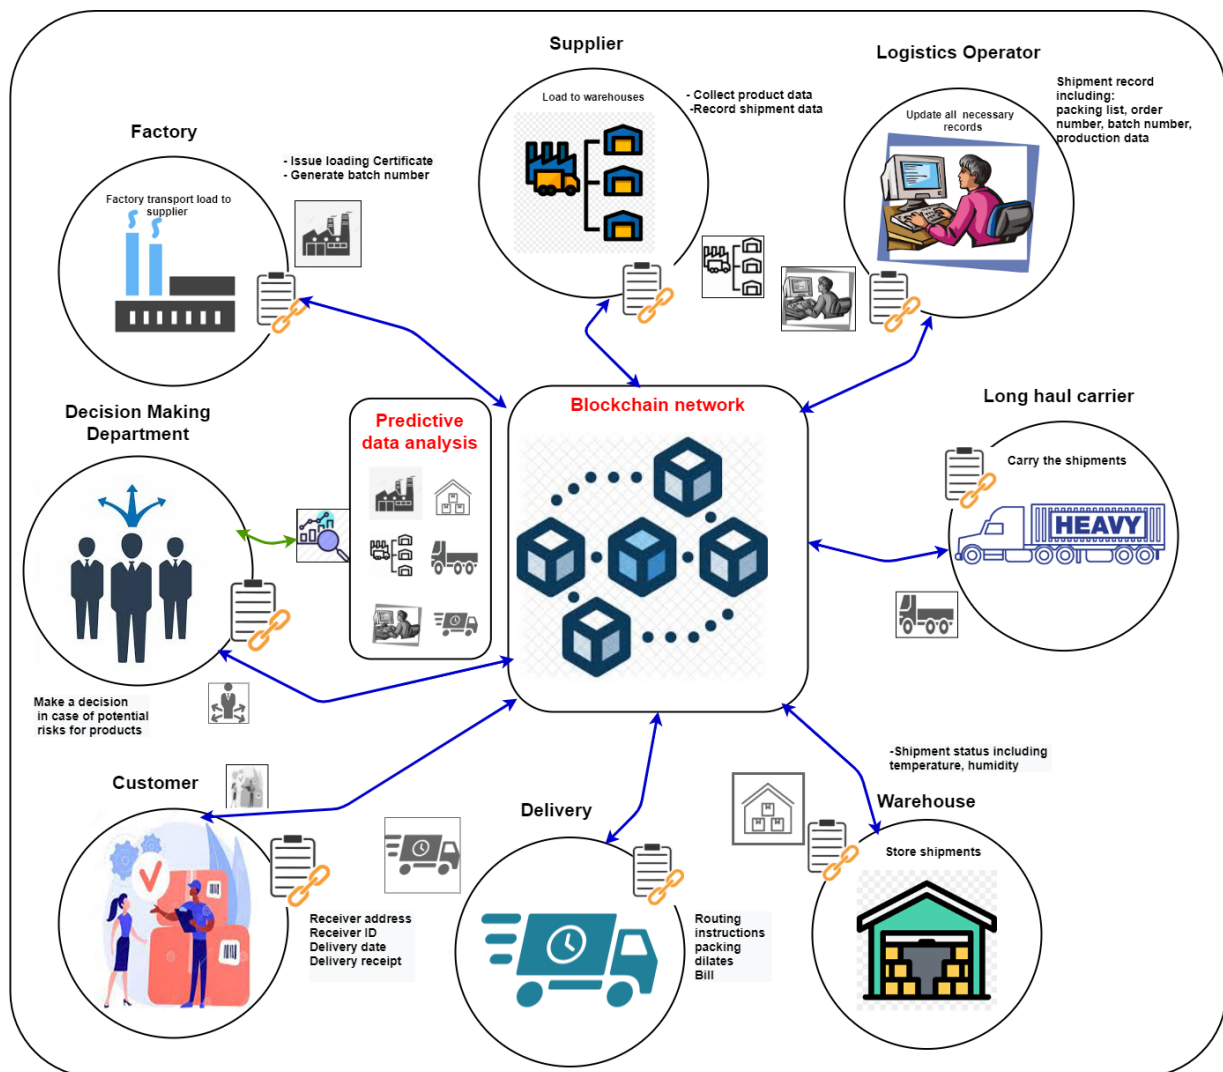 Supplier
Load to warehouses
- Collect product data
-Record shipment data
Logistics Operator
Update all  necessary
records
Shipment record
including:
packing list, order
number, batch number,
production data
Factory
Factory transport load to
supplier
- Issue loading Certificate
- Generate batch number
Decision Making
Department
Predictive
data analysis
Blockchain network
Long haul carrier
Carry the shipments
HEAVY
Make a decision
in case of potential
risks for products
-Shipment status including
temperature, humidity
Customer
Receiver address
Receiver ID
Delivery date
Delivery receipt
Delivery
Routing
instructions
packing
dilates
Bill
Warehouse
Store shipments